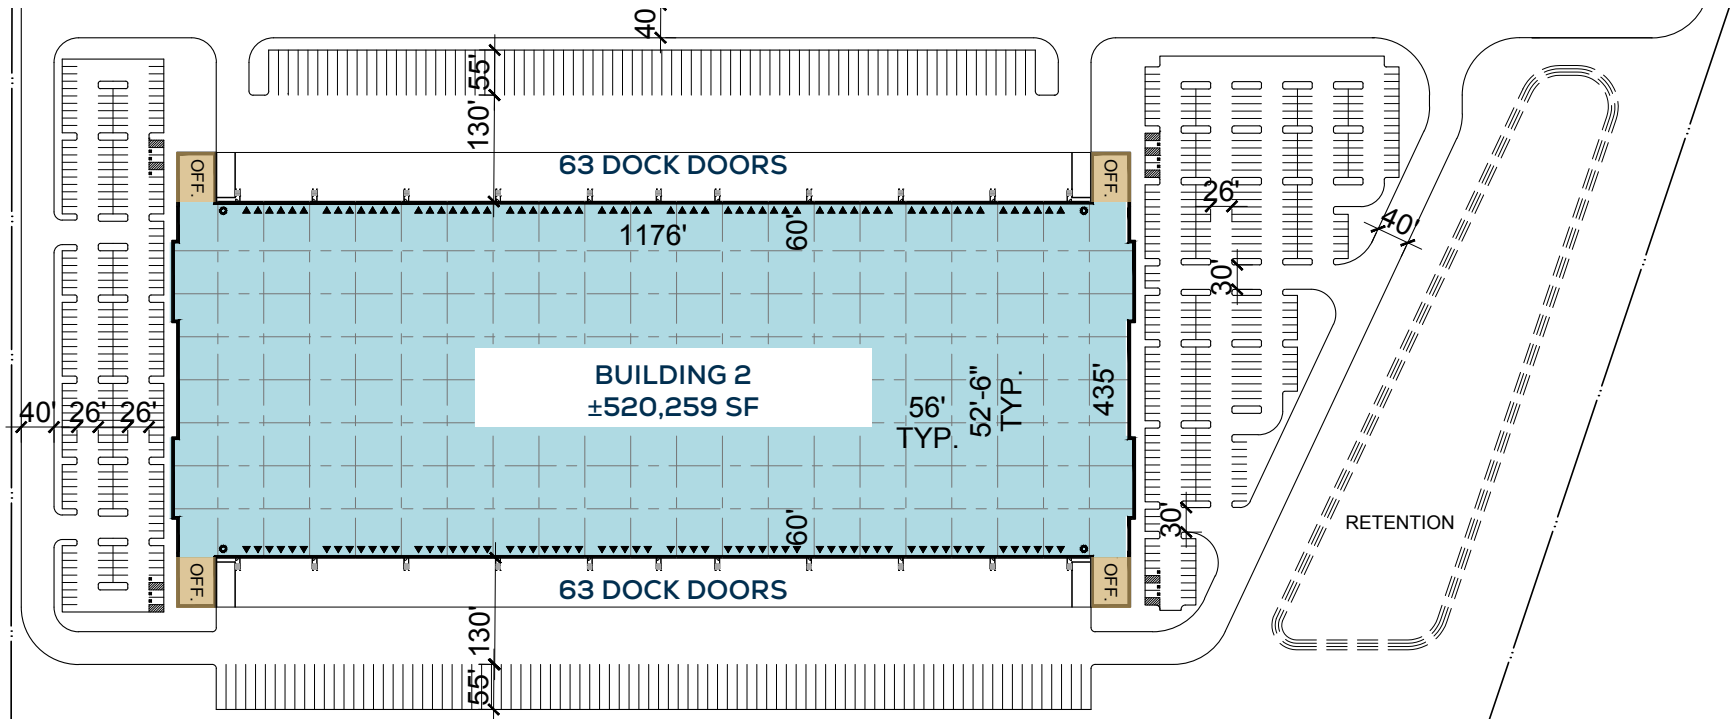 40
55'
130'
OFF.
63 DOCK DOORS
OFF.
26'
40'
1176'
60'
30'
BUILDING 2
±520,259 SF
56'
TYP.
52'-6"
TYP.
435'
40'
26'
26'
60'
30'
RETENTION
OFF.
63 DOCK DOORS
OFF.
130'
55'